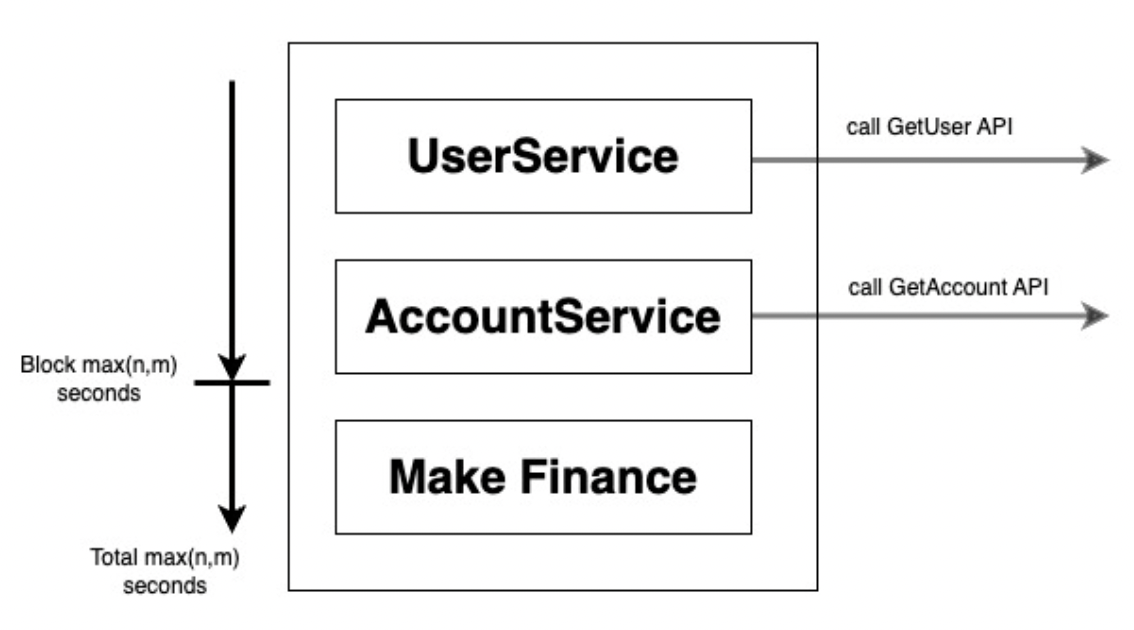 UserService
call GetUser API
AccountService
call GetAccount API
Block max(n,m)
seconds
Make Finance
Total max(n,m)
seconds